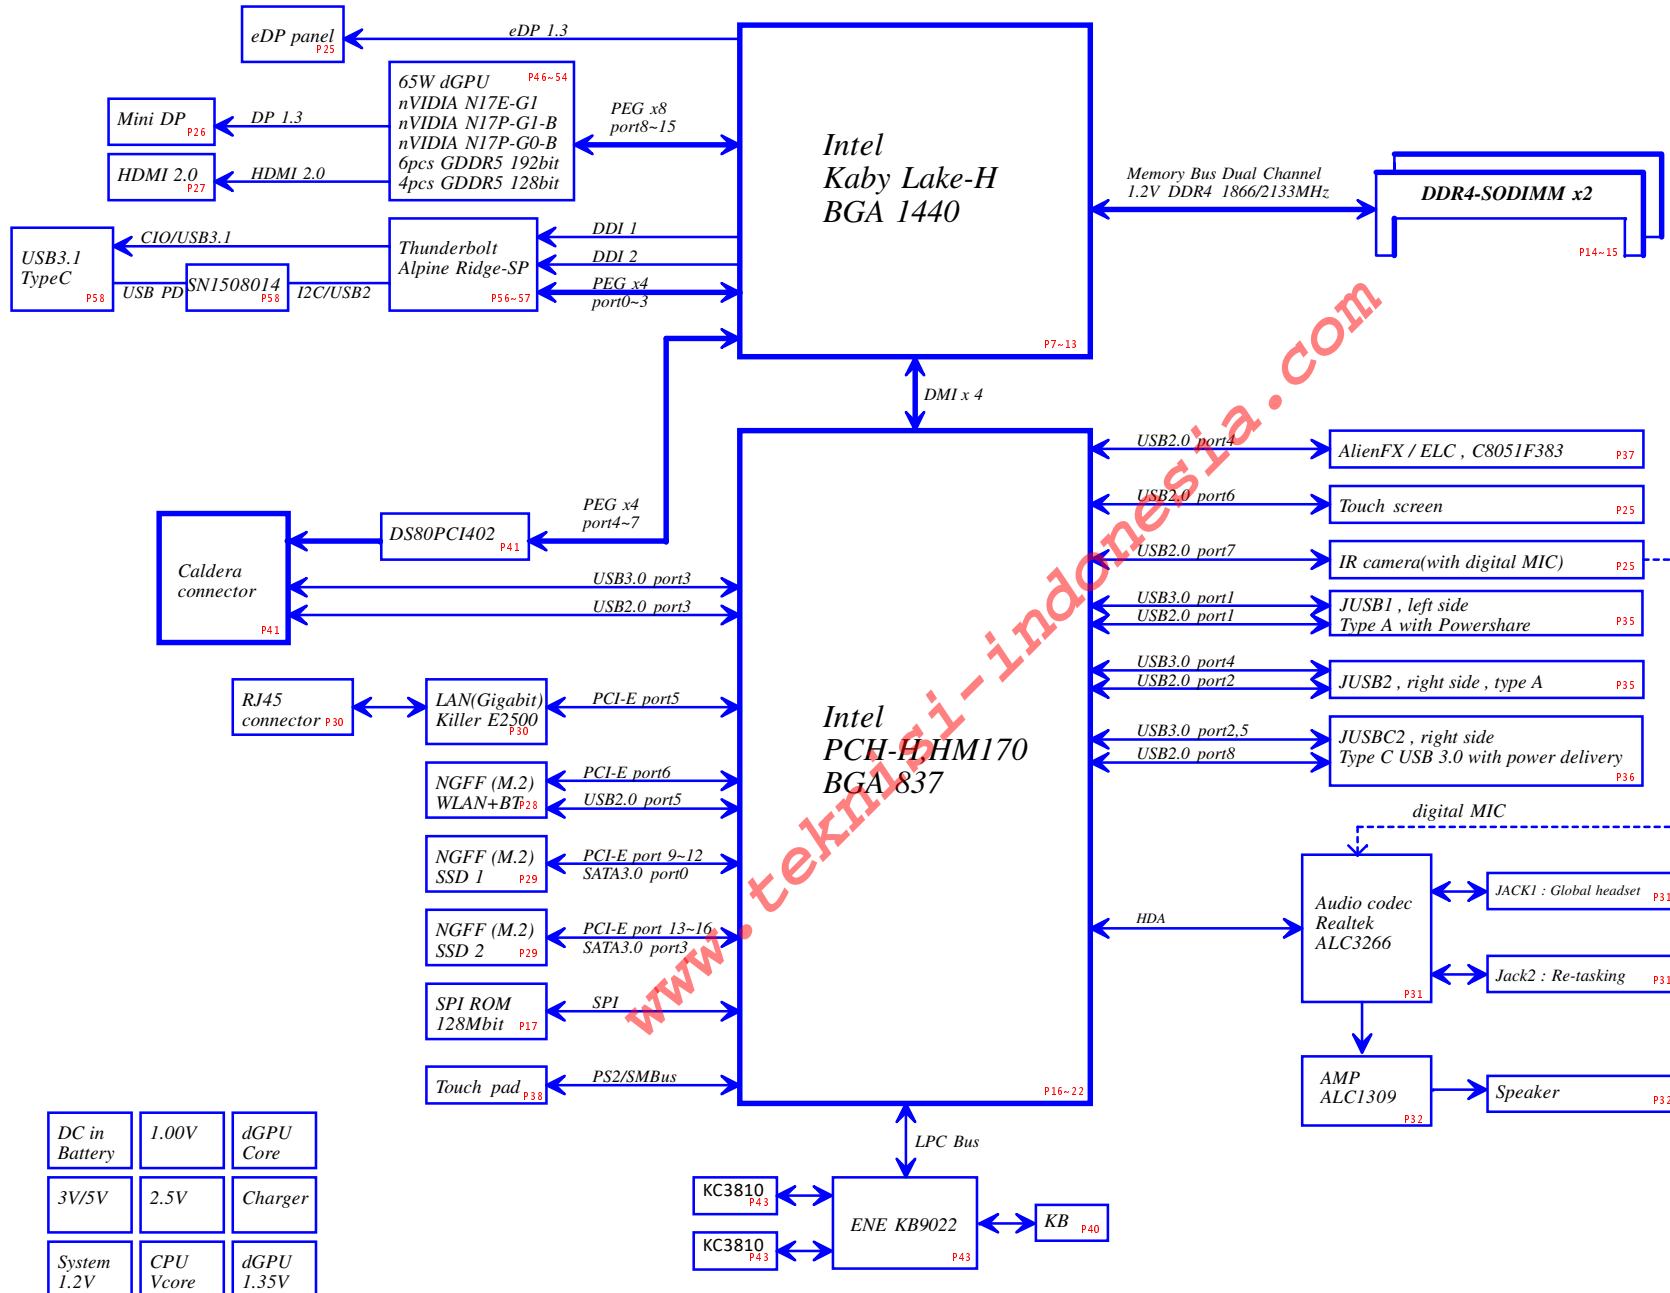 eDP panel
P25
eDP 1.3
65W dGPU
P46~54
nVIDIA N17E-G1
nVIDIA N17P-G1-B
nVIDIA N17P-G0-B
6pcs GDDR5 192bit
4pcs GDDR5 128bit
Mini DP
P26
DP 1.3
HDMI 2.0
P27
HDMI 2.0
PEG x8
port8~15
Intel
Kaby Lake-H
BGA 1440
P7~13
Memory Bus Dual Channel
1.2V DDR4 1866/2133MHz
DDR4-SODIMM x2
P14~15
USB3.1
TypeC
P58
CIO/USB3.1
USB PD
SN1508014
P58
I2C/USB2
Thunderbolt
Alpine Ridge-SP
P56~57
DDI 1
DDI 2
PEG x4
port0~3
DMI x 4
PEG x4
port4~7
DS80PCI402
P41
Caldera
connector
P41
USB3.0 port3
USB2.0 port3
RJ45
connector
P30
LAN(Gigabit)
Killer E2500
P30
PCI-E port5
NGFF (M.2)
WLAN+BT
P28
PCI-E port6
USB2.0 port5
NGFF (M.2)
SSD 1
P29
PCI-E port 9~12
SATA3.0 port0
NGFF (M.2)
SSD 2
P29
PCI-E port 13~16
SATA3.0 port3
SPI ROM
128Mbit
P17
SPI
Touch pad
P38
PS2/SMBus
Intel
PCH-H.HM170
BGA 837
P16~22
USB2.0 port4
AlienFX / ELC , C8051F383
P37
USB2.0 port6
Touch screen
P25
USB2.0 port7
IR camera(with digital MIC)
P25
USB3.0 port1
USB2.0 port1
JUSB1 , left side
Type A with Powershare
P35
USB3.0 port4
USB2.0 port2
JUSB2 , right side , type A
P35
USB3.0 port2,5
USB2.0 port8
JUSBC2 , right side
Type C USB 3.0 with power delivery
P36
digital MIC
HDA
Audio codec
Realtek
ALC3266
P31
JACK1 : Global headset
P31
Jack2 : Re-tasking
P31
AMP
ALC1309
P32
Speaker
P32
LPC Bus
KC3810
P43
KC3810
P43
ENE KB9022
P43
KB
P40
DC in
Battery
1.00V
dGPU
Core
3V/5V
2.5V
Charger
System
1.2V
CPU
Vcore
dGPU
1.35V
www.teknisi-indonesia.com